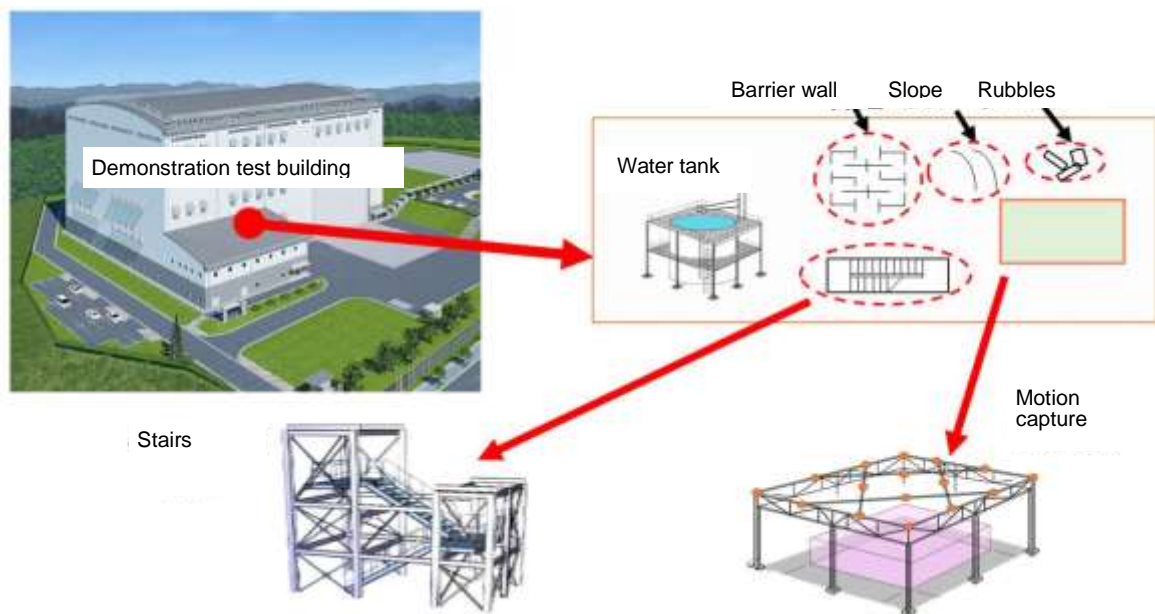 Barrier wall
Slope
Rubbles
Demonstration test building
Water tank
Motion
capture
Stairs